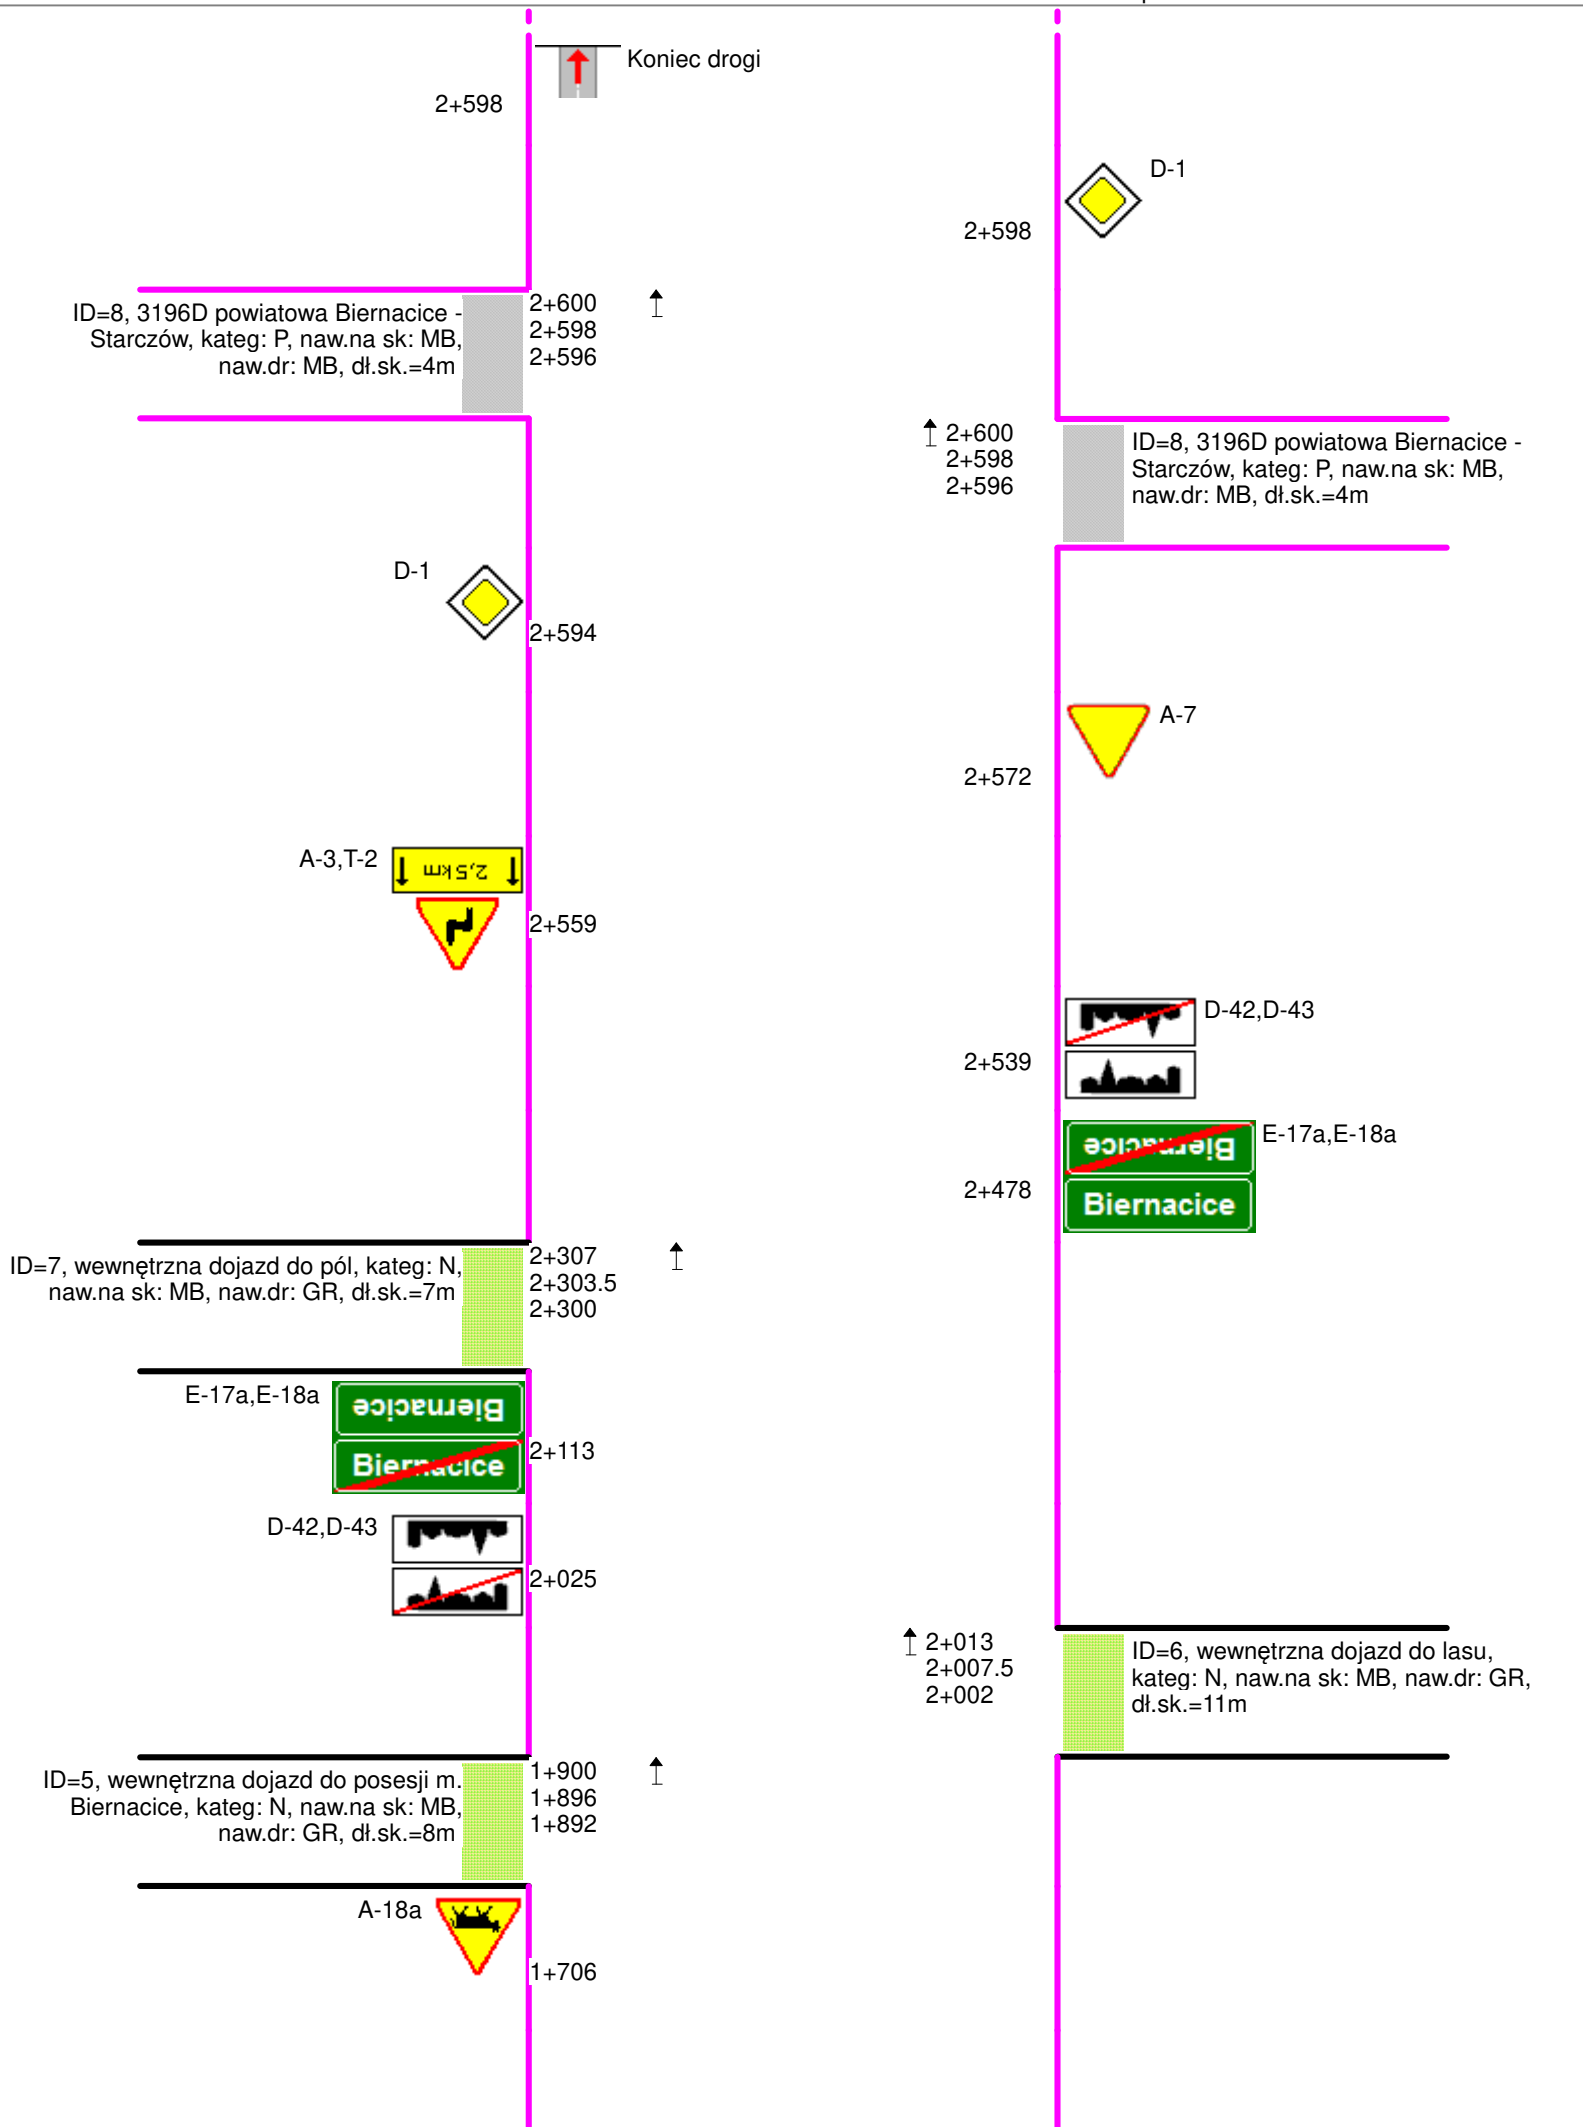 Koniec drogi
2+598
D-1
2+598
ID=8, 3196D powiatowa Biernacice -
Starczów, kateg: P, naw.na sk: MB,
naw.dr: MB, dł.sk.=4m
2+600
2+598
2+596
2+600
2+598
2+596
ID=8, 3196D powiatowa Biernacice -
Starczów, kateg: P, naw.na sk: MB,
naw.dr: MB, dł.sk.=4m
D-1
2+594
A-7
2+572
A-3,T-2
2,5 km
2+559
D-42,D-43
2+539
E-17a,E-18a
Biernacice
Biernacice
2+478
ID=7, wewnętrzna dojazd do pól, kateg: N,
naw.na sk: MB, naw.dr: GR, dł.sk.=7m
2+307
2+303.5
2+300
E-17a,E-18a
Biernacice
Biernacice
2+113
D-42,D-43
2+025
2+013
2+007.5
2+002
ID=6, wewnętrzna dojazd do lasu,
kateg: N, naw.na sk: MB, naw.dr: GR,
dł.sk.=11m
ID=5, wewnętrzna dojazd do posesji m.
Biernacice, kateg: N, naw.na sk: MB,
naw.dr: GR, dł.sk.=8m
1+900
1+896
1+892
A-18a
1+706